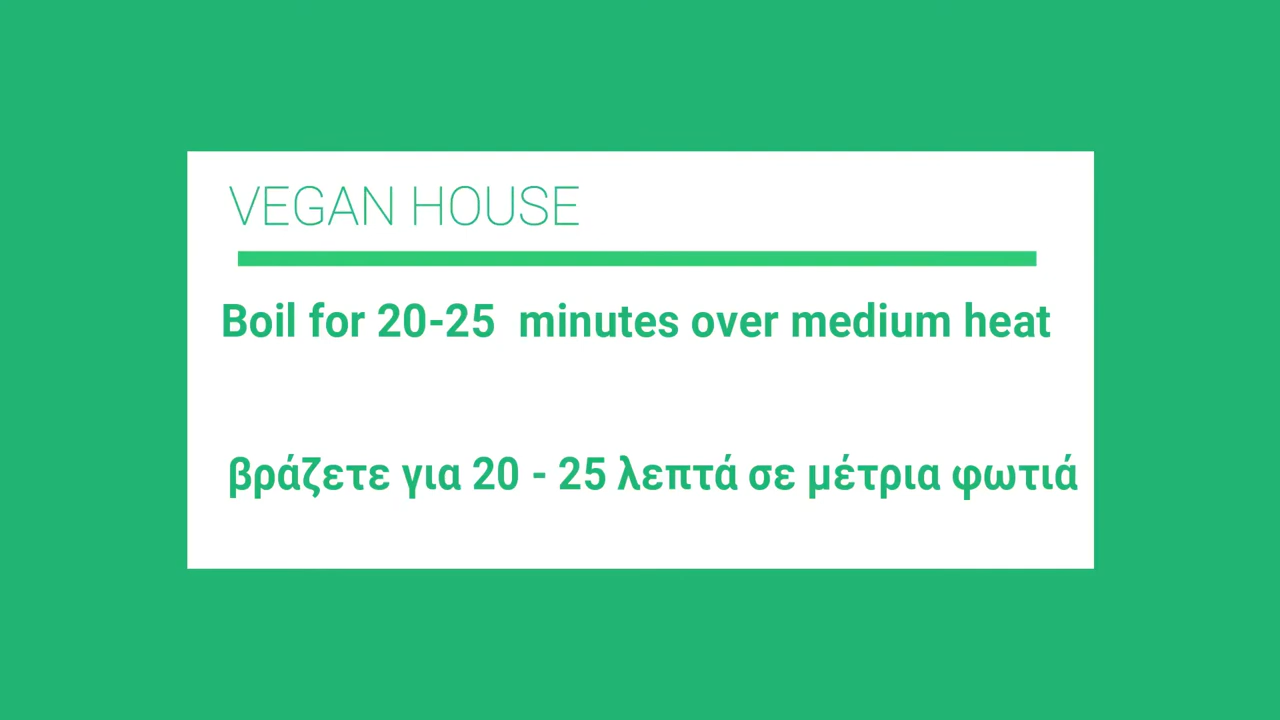 VEGAN HOUSE
Boil for 20-25 minutes over medium heat
βράζετε για 20 - 25 λεπτά σε μέτρια φωτιά